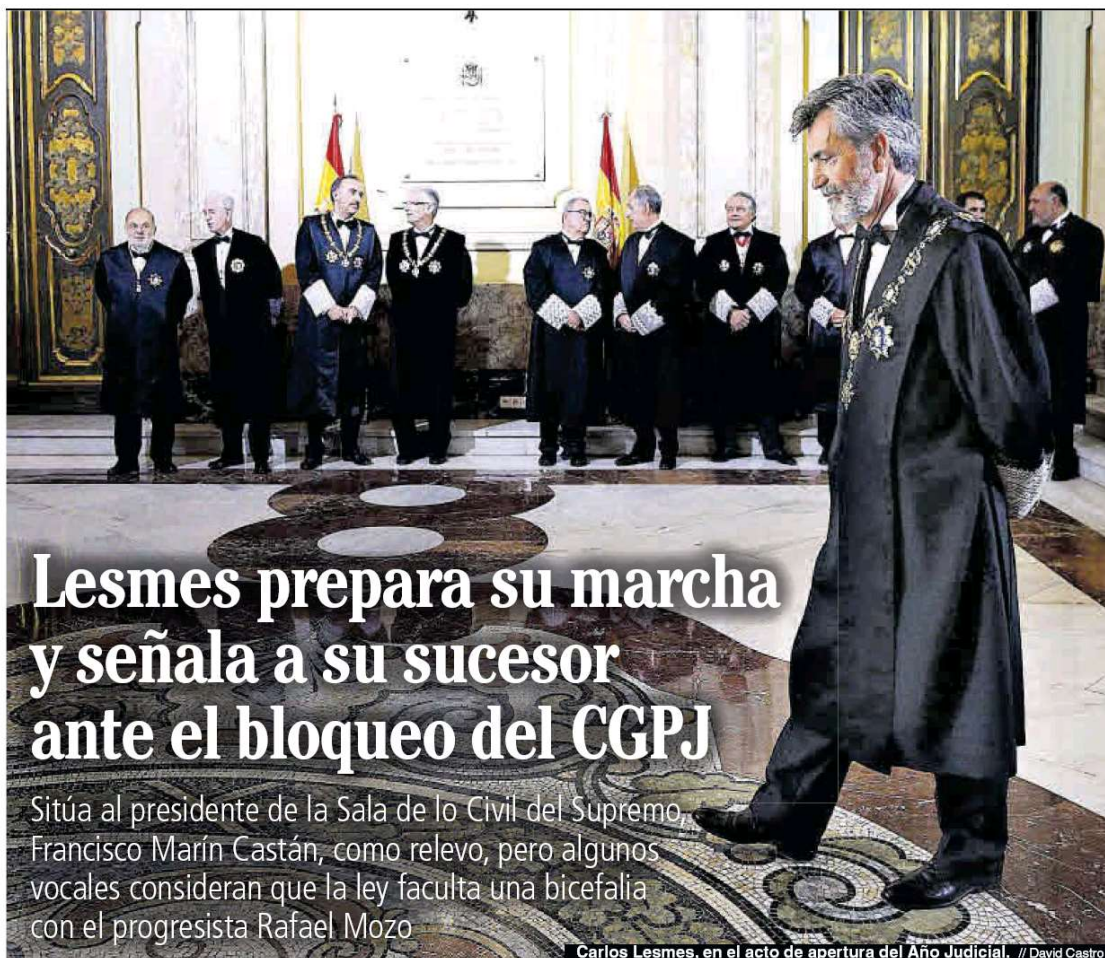 Lesmes prepara su marcha
y señala a su sucesor
ante el bloqueo del CGPJ
Sitúa al presidente de la Sala de lo Civil del Supremo,
Francisco Marín Castán, como relevo, pero algunos
vocales consideran que la ley faculta una bicefalia
con el progresista Rafael Mozo
Carlos Lesmes, en el acto de apertura del Año Judicial. // David Castro